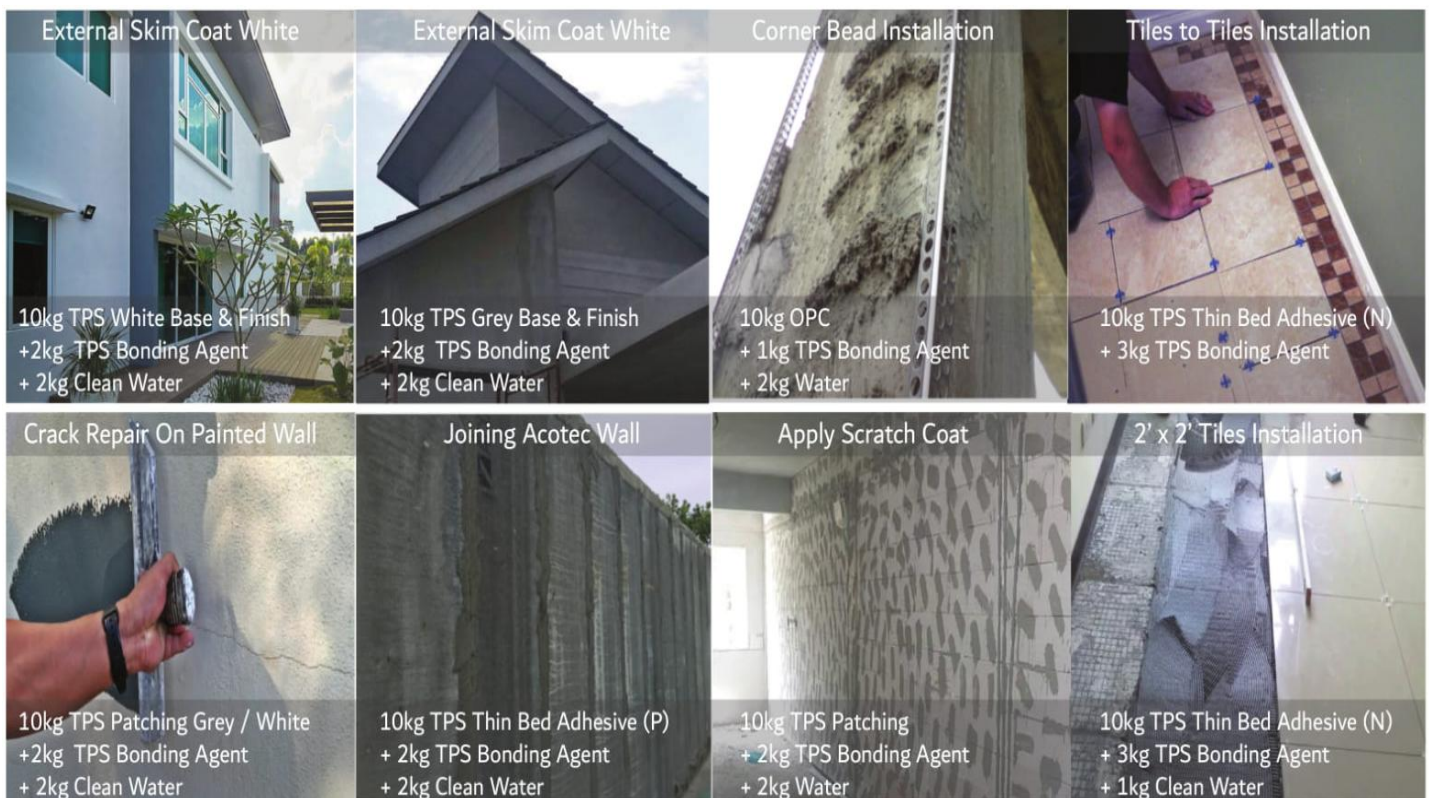 External Skim Coat White
10kg TPS White Base & Finish
+2kg TPS Bonding Agent
+ 2kg Clean Water
External Skim Coat White
10kg TPS Grey Base & Finish
+2kg TPS Bonding Agent
+ 2kg Clean Water
Corner Bead Installation
10kg OPC
+ 1kg TPS Bonding Agent
+ 2kg Water
Tiles to Tiles Installation
10kg TPS Thin Bed Adhesive (N)
+ 3kg TPS Bonding Agent
Crack Repair On Painted Wall
10kg TPS Patching Grey / White
+2kg TPS Bonding Agent
+ 2kg Clean Water
Joining Acotec Wall
10kg TPS Thin Bed Adhesive (P)
+ 2kg TPS Bonding Agent
+ 2kg Clean Water
Apply Scratch Coat
10kg TPS Patching
+ 2kg TPS Bonding Agent
+ 2kg Water
2’ x 2’ Tiles Installation
10kg TPS Thin Bed Adhesive (N)
+ 3kg TPS Bonding Agent
+ 1kg Clean Water